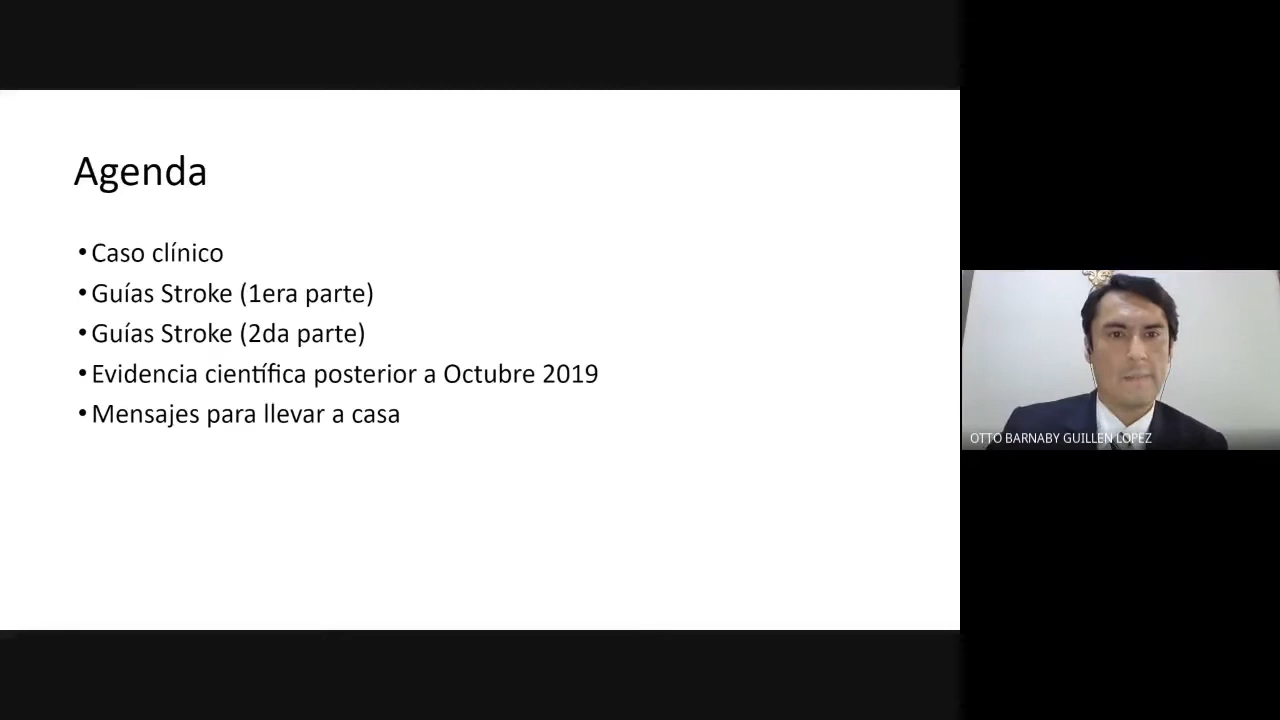 Agenda
•Caso clínico
•Guías Stroke (1era parte)
•Guías Stroke (2da parte)
•Evidencia científica posterior a Octubre 2019
•Mensajes para llevar a casa
OTTO BARNABY GUILLEN LOPEZ